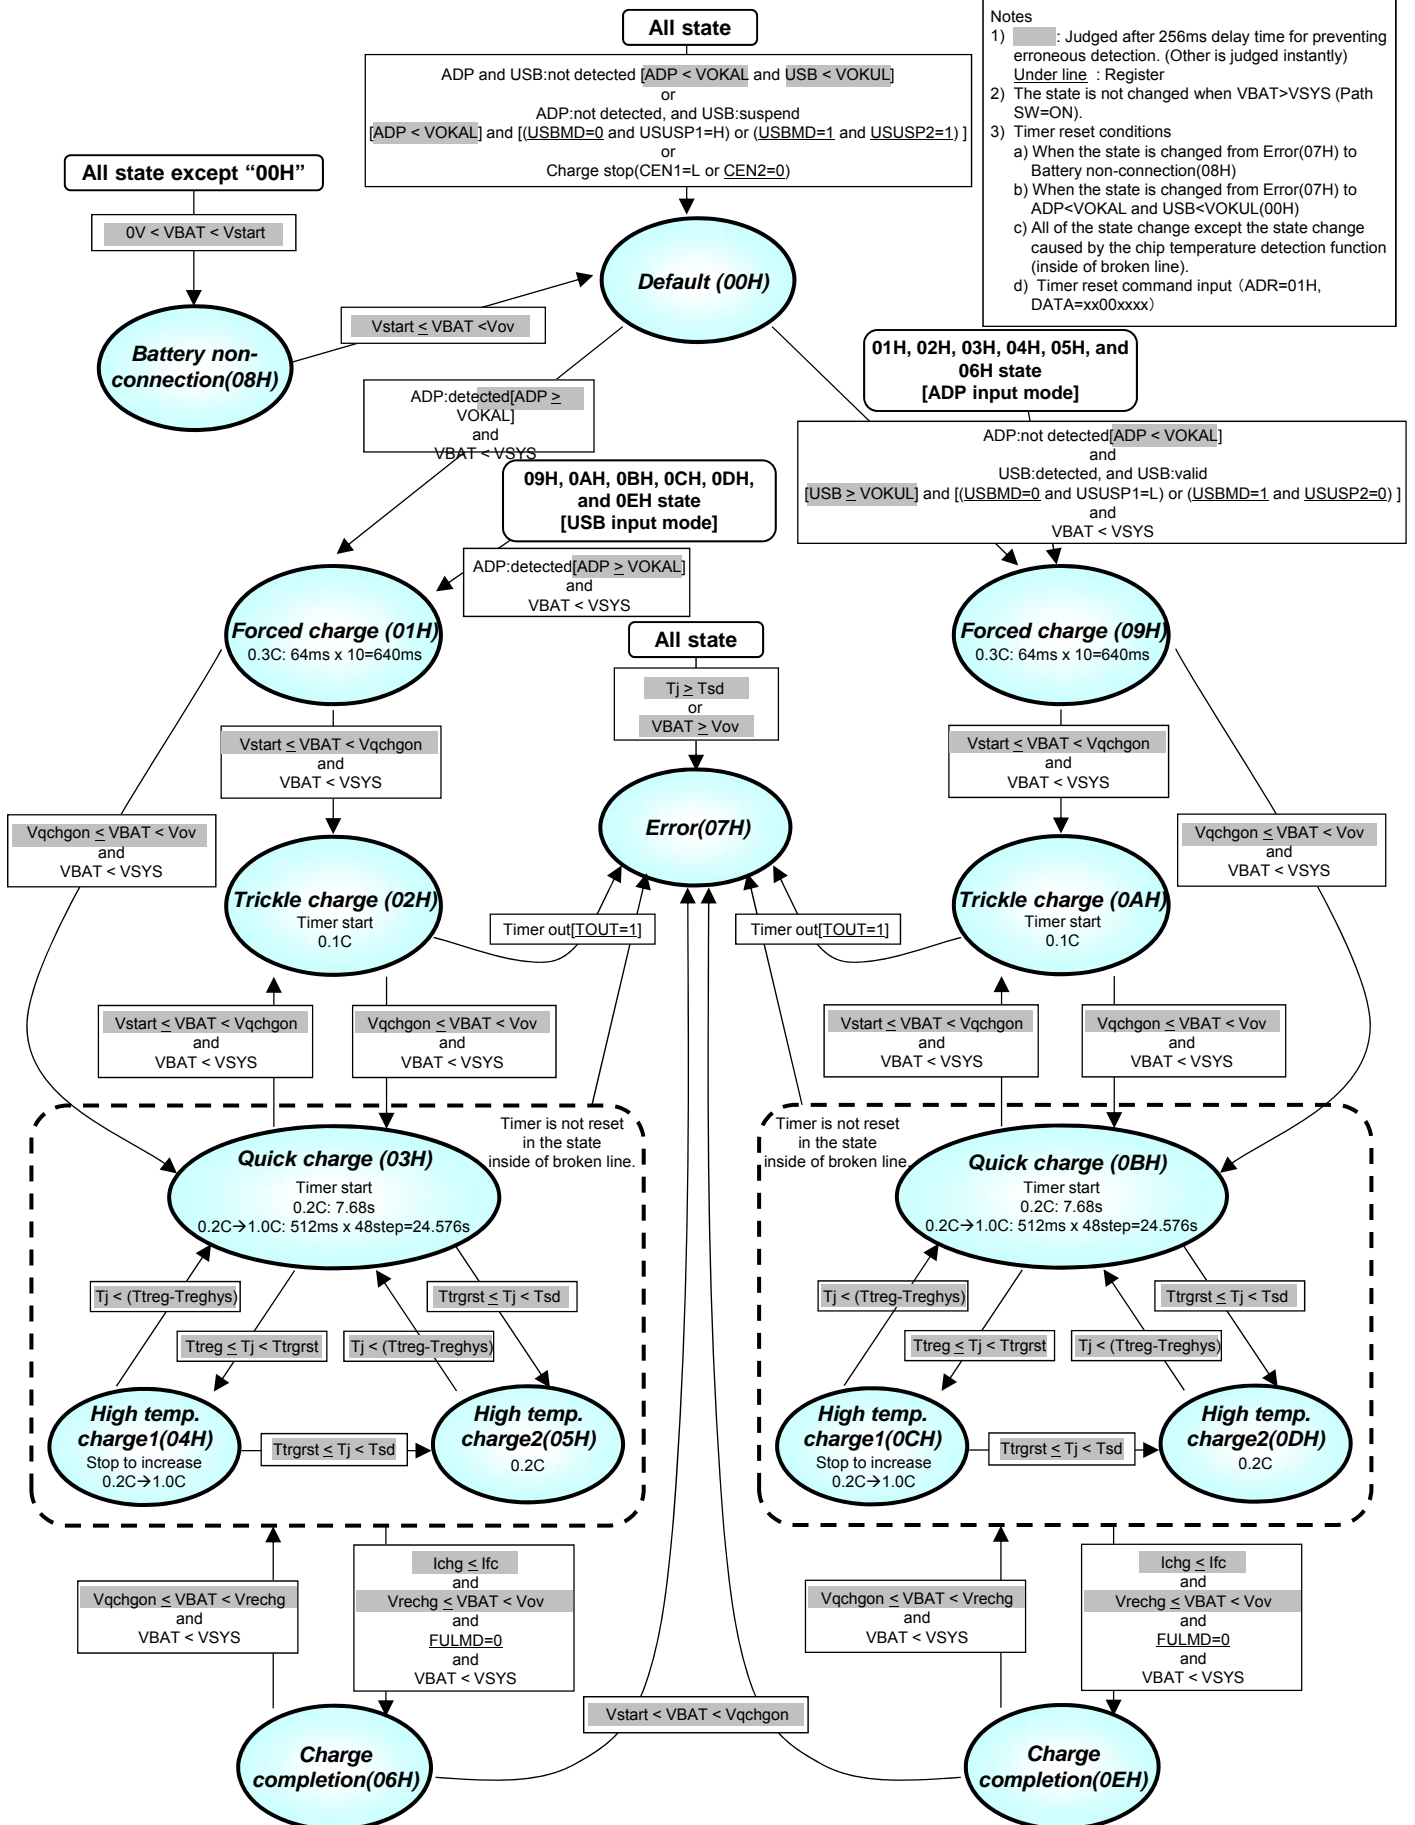 All state
ADP and USB:not detected [ADP < VOKAL and USB < VOKUL]
or
ADP:not detected, and USB:suspend
[ADP < VOKAL] and [(USBMD=0 and USUSP1=H) or (USBMD=1 and USUSP2=1) ]
or
Charge stop(CEN1=L or CEN2=0)
Notes
1) : Judged after 256ms delay time for preventing
erroneous detection. (Other is judged instantly)
Under line : Register
2) The state is not changed when VBAT>VSYS (Path
SW=ON).
3) Timer reset conditions
a) When the state is changed from Error(07H) to
Battery non-connection(08H)
b) When the state is changed from Error(07H) to
ADP<VOKAL and USB<VOKUL(00H)
c) All of the state change except the state change
caused by the chip temperature detection function
(inside of broken line).
d) Timer reset command input (ADR=01H,
DATA=xx00xxxx)
All state except “00H”
0V < VBAT < Vstart
Default (00H)
Battery non-
connection(08H)
Vstart ≤ VBAT <Vov
01H, 02H, 03H, 04H, 05H, and
06H state
[ADP input mode]
ADP:detected[ADP ≥
VOKAL]
and
VBAT < VSYS
ADP:not detected[ADP < VOKAL]
and
USB:detected, and USB:valid
[USB ≥ VOKUL] and [(USBMD=0 and USUSP1=L) or (USBMD=1 and USUSP2=0) ]
and
VBAT < VSYS
09H, 0AH, 0BH, 0CH, 0DH,
and 0EH state
[USB input mode]
ADP:detected[ADP ≥ VOKAL]
and
VBAT < VSYS
Forced charge (01H)
0.3C: 64ms x 10=640ms
All state
Tj ≥ Tsd
or
VBAT ≥ Vov
Forced charge (09H)
0.3C: 64ms x 10=640ms
Vstart ≤ VBAT < Vqchgon
and
VBAT < VSYS
Vstart ≤ VBAT < Vqchgon
and
VBAT < VSYS
Vqchgon ≤ VBAT < Vov
and
VBAT < VSYS
Error(07H)
Vqchgon ≤ VBAT < Vov
and
VBAT < VSYS
Trickle charge (02H)
Timer start
0.1C
Timer out[TOUT=1]
Timer out[TOUT=1]
Trickle charge (0AH)
Timer start
0.1C
Vstart ≤ VBAT < Vqchgon
and
VBAT < VSYS
Vqchgon ≤ VBAT < Vov
and
VBAT < VSYS
Vstart ≤ VBAT < Vqchgon
and
VBAT < VSYS
Vqchgon ≤ VBAT < Vov
and
VBAT < VSYS
Timer is not reset
in the state
inside of broken line.
Timer is not reset
in the state
inside of broken line.
Quick charge (03H)
Timer start
0.2C: 7.68s
0.2C→1.0C: 512ms x 48step=24.576s
Quick charge (0BH)
Timer start
0.2C: 7.68s
0.2C→1.0C: 512ms x 48step=24.576s
Tj < (Ttreg-Treghys)
Ttrgrst ≤ Tj < Tsd
Ttreg ≤ Tj < Ttrgrst
Tj < (Ttreg-Treghys)
Tj < (Ttreg-Treghys)
Ttrgrst ≤ Tj < Tsd
Ttreg ≤ Tj < Ttrgrst
Tj < (Ttreg-Treghys)
High temp.
charge1(04H)
Stop to increase
0.2C→1.0C
Ttrgrst ≤ Tj < Tsd
High temp.
charge2(05H)
0.2C
High temp.
charge1(0CH)
Stop to increase
0.2C→1.0C
Ttrgrst ≤ Tj < Tsd
High temp.
charge2(0DH)
0.2C
Vqchgon ≤ VBAT < Vrechg
and
VBAT < VSYS
Ichg ≤ Ifc
and
Vrechg ≤ VBAT < Vov
and
FULMD=0
and
VBAT < VSYS
Vqchgon ≤ VBAT < Vrechg
and
VBAT < VSYS
Ichg ≤ Ifc
and
Vrechg ≤ VBAT < Vov
and
FULMD=0
and
VBAT < VSYS
Vstart < VBAT < Vqchgon
Charge
completion(06H)
Charge
completion(0EH)